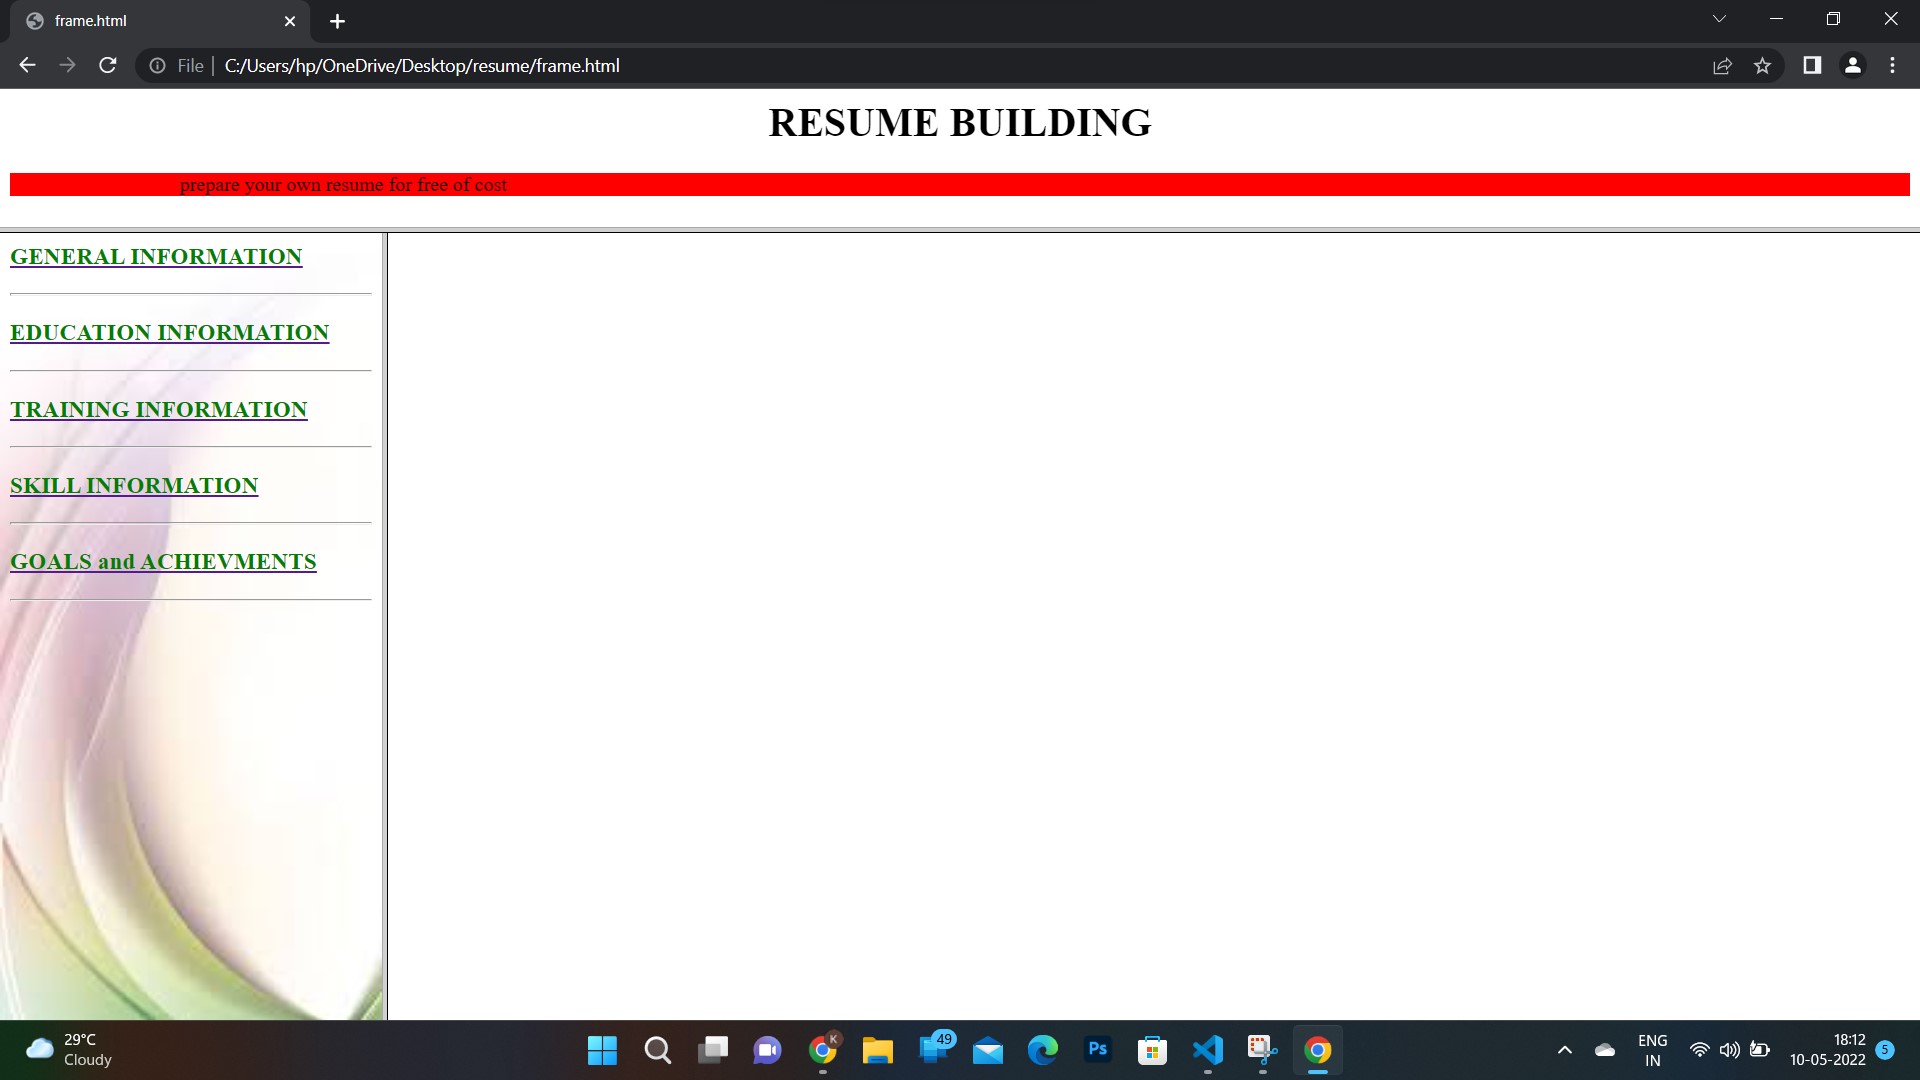 frame.html
File | C:/Users/hp/OneDrive/Desktop/resume/frame.html
RESUME BUILDING
prepare your own resume for free of cost
GENERAL INFORMATION
EDUCATION INFORMATION
TRAINING INFORMATION
SKILL INFORMATION
GOALS and ACHIEVMENTS
29°C
Cloudy
K
49
Ps
ENG
IN
18:12
10-05-2022
5